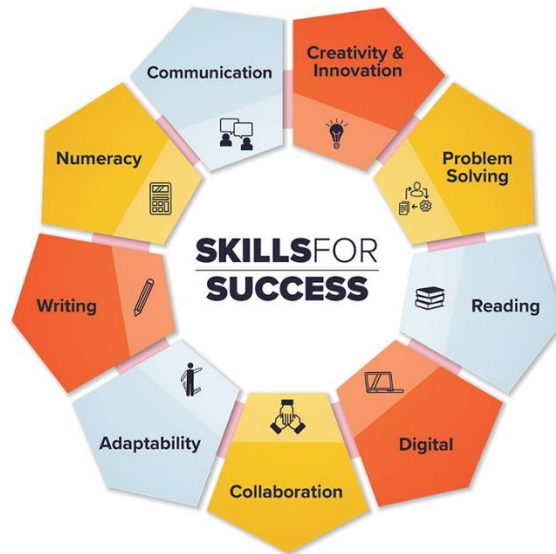 Communication
Creativity &
Innovation
Problem
Solving
Reading
Digital
Collaboration
Adaptability
Writing
Numeracy
SKILLSFOR
SUCCESS